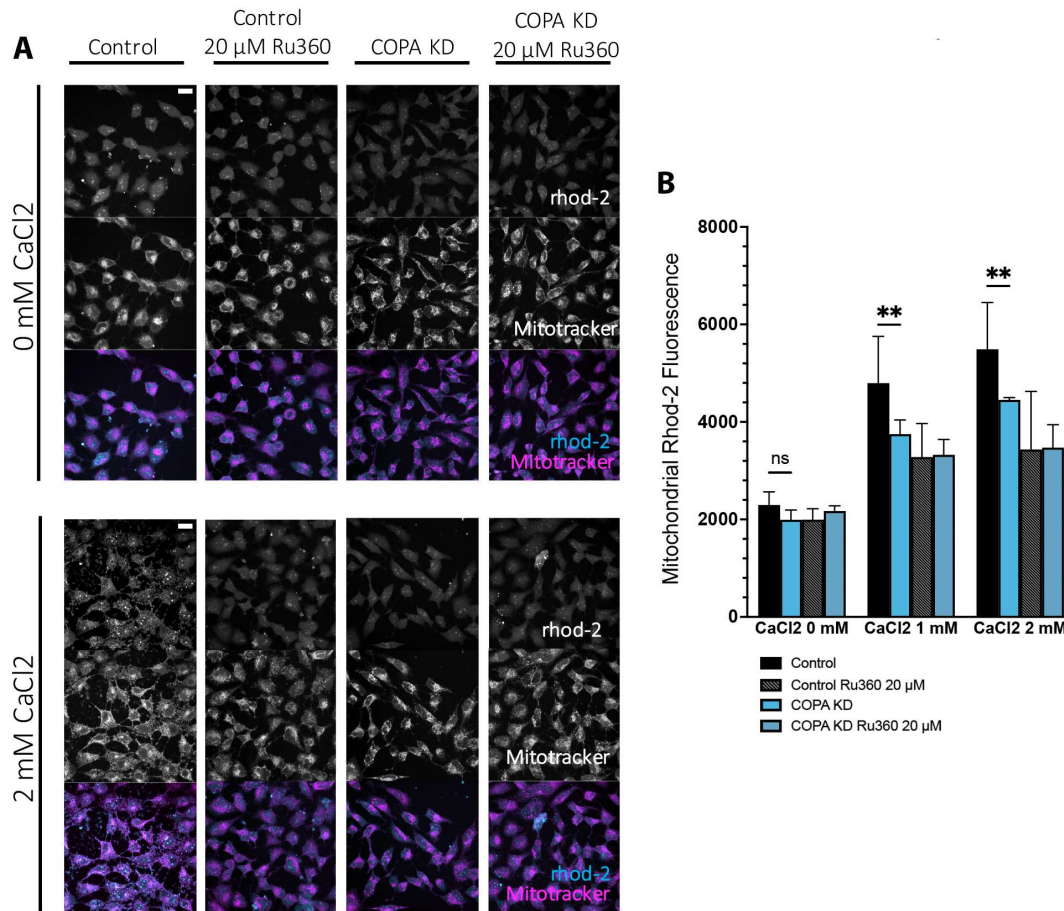 A
Control
Control
20 µM Ru360
COPA KD
COPA KD
20 µM Ru360
0 mM CaCl2
rhod-2
Mitotracker
rhod-2
Mitotracker
2 mM CaCl2
rhod-2
Mitotracker
rhod-2
Mitotracker
B
Mitochondrial Rhod-2 Fluorescence
8000
6000
4000
2000
0
ns
**
**
CaCl2 0 mM
CaCl2 1 mM
CaCl2 2 mM
Control
Control Ru360 20 µM
COPA KD
COPA KD Ru360 20 µM